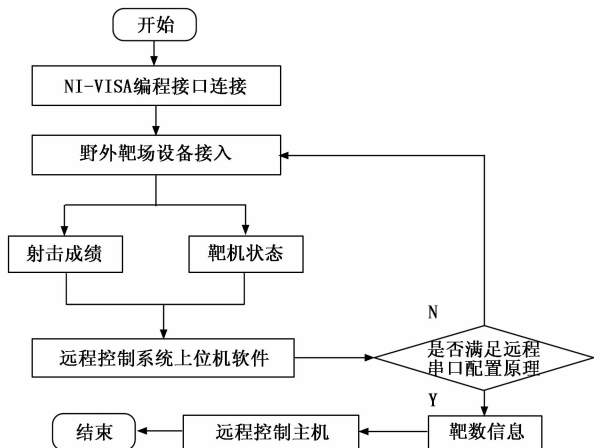 开始
NI-VISA编程接口连接
野外靶场设备接入
射击成绩
靶机状态
N
远程控制系统上位机软件
是否满足远程
串口配置原理
Y
结束
远程控制主机
靶数信息